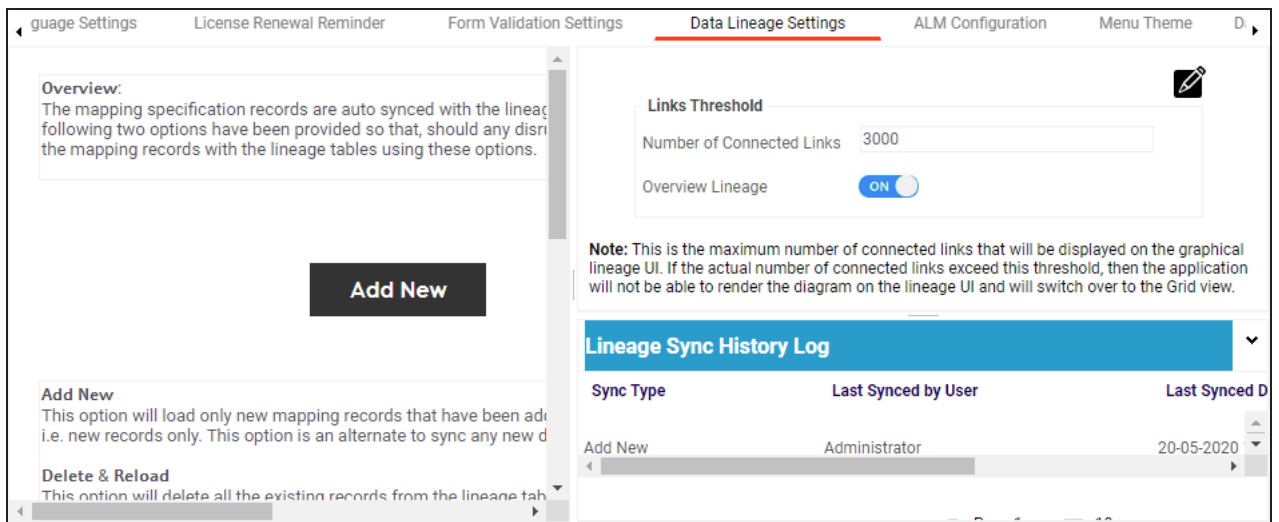 guage Settings License Renewal Reminder Form Validation Settings Data Lineage Settings ALM Configuration Menu Theme D
Overview:
The mapping specification records are auto synced with the lineag
following two options have been provided so that, should any disru
the mapping records with the lineage tables using these options.
Add New
Add New
This option will load only new mapping records that have been add
i.e. new records only. This option is an alternate to sync any new d
Delete & Reload
This option will delete all the existing records from the lineage tab
Links Threshold
Number of Connected Links 3000
Overview Lineage ON
Note: This is the maximum number of connected links that will be displayed on the graphical
lineage UI. If the actual number of connected links exceed this threshold, then the application
will not be able to render the diagram on the lineage UI and will switch over to the Grid view.
Lineage Sync History Log
Sync Type Last Synced by User Last Synced D
Add New Administrator 20-05-2020